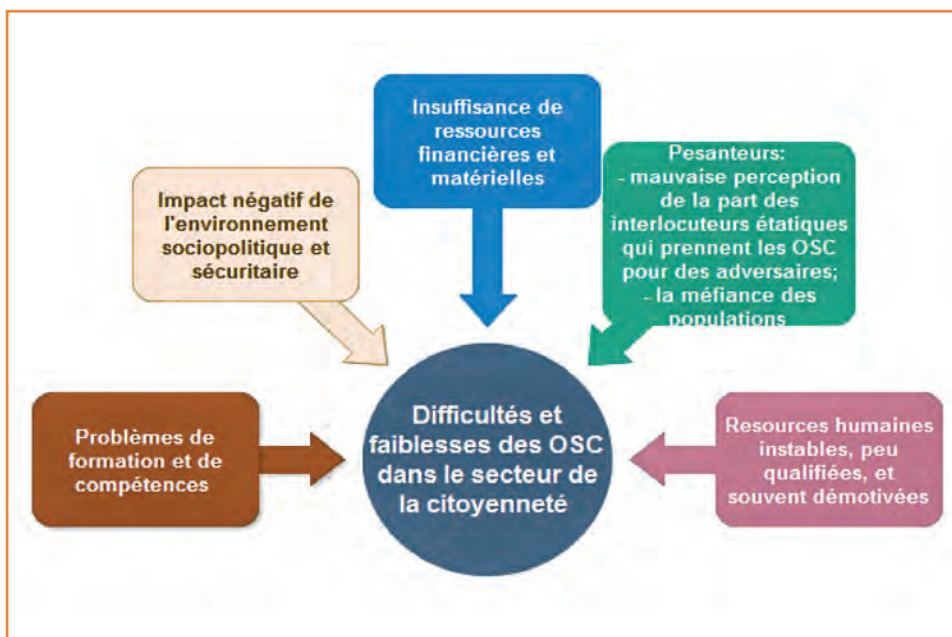 Insuffisance de
ressources
financières et
matérielles
Impact négatif de
l'environnement
sociopolitique et
sécuritaire
Pesanteurs:
- mauvaise perception
de la part des
interlocuteurs étatiques
qui prennent les OSC
pour des adversaires;
- la méfiance des
populations
Problèmes de
formation et de
compétences
Difficultés et
faiblesses des OSC
dans le secteur de
la citoyenneté
Resources humaines
instables, peu
qualifiées, et
souvent démotivées